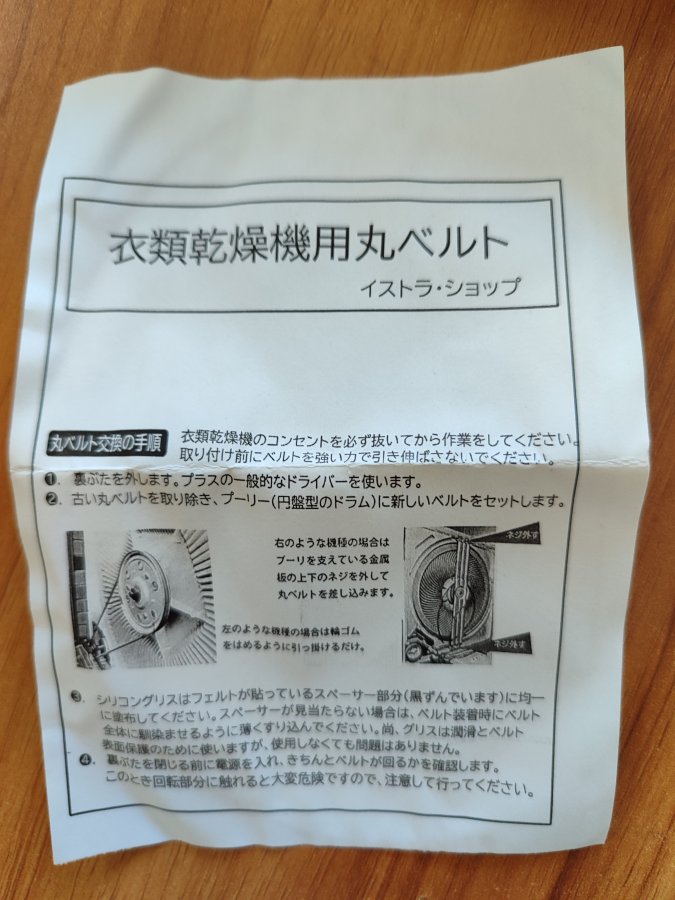 衣類乾燥機用丸ベルト
イストラ・ショップ
丸ベルト交換の手順
衣類乾燥機のコンセントを必ず抜いてから作業をしてください。
取り付け前にベルトを強い力で引き伸ばさないでください。
❶. 裏ぶたを外します。プラスの一般的なドライバーを使います。
❷. 古い丸ベルトを取り除き、プーリー(円盤型のドラム)に新しいベルトをセットします。
右のような機種の場合は
プーリを支えている金属
板の上下のネジを外して
丸ベルトを差し込みます。
ネジ外す
左のような機種の場合は輪ゴム
をはめるように引っ掛けるだけ。
ネジ外す
❸. シリコングリスはフェルトが貼っているスペーサー部分(黒ずんでいます)に均一
に塗布してください。スペーサーが見当たらない場合は、ベルト装着時にベルト
全体に馴染ませるように薄くすり込んでください。尚、グリスは潤滑とベルト
表面保護のために使いますが、使用しなくても問題はありません。
❹. 裏ぶたを閉じる前に電源を入れ、きちんとベルトが回るかを確認します。
このとき回転部分に触れると大変危険ですので、注意して行ってください。